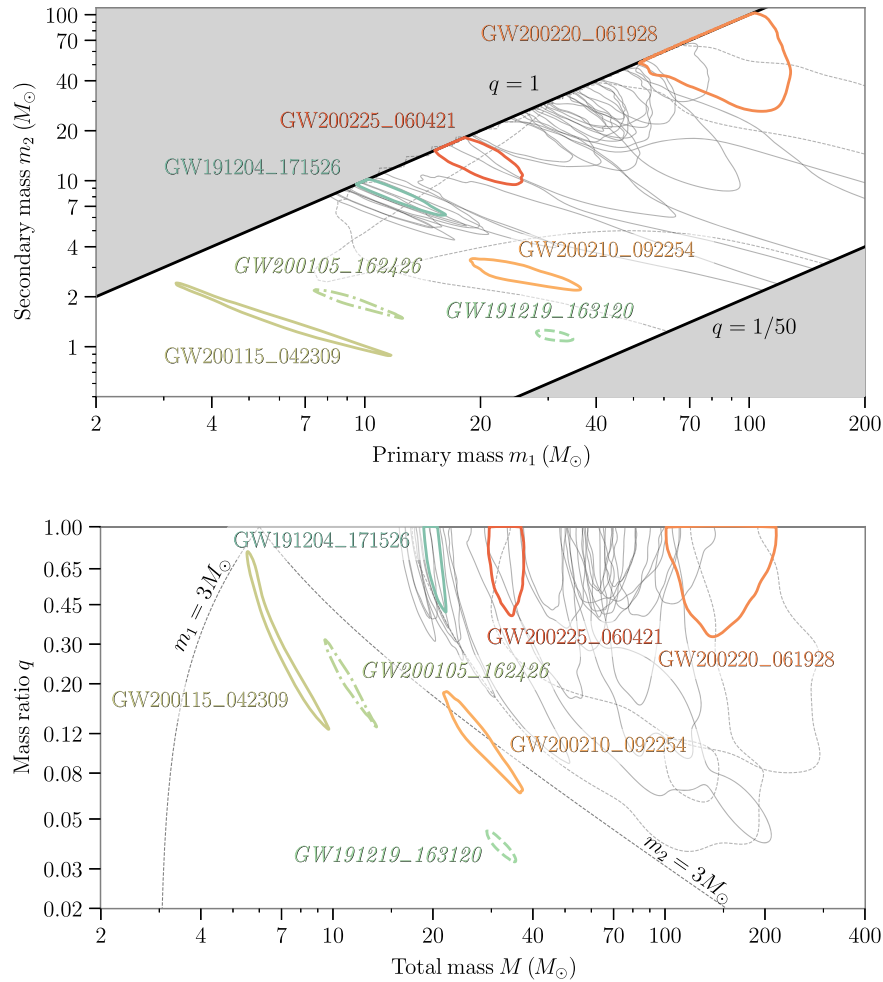 100
70
40
20
10
7
4
2
1
Secondary mass m₂ (M⊙)
GW200220_061928
q = 1
GW200225_060421
GW191204_171526
GW200210_092254
GW200105_162426
GW191219_163120
q = 1/50
GW200115_042309
2 4 7 10 20 40 70 100 200
Primary mass m₁ (M⊙)
1.00
0.65
0.45
0.30
0.20
0.12
0.08
0.05
0.03
0.02
Mass ratio q
GW191204_171526
m₁ = 3M⊙
GW200225_060421
GW200220_061928
GW200105_162426
GW200115_042309
GW200210_092254
GW191219_163120
m₂ = 3M⊙
2 4 7 10 20 40 70 100 200 400
Total mass M (M⊙)